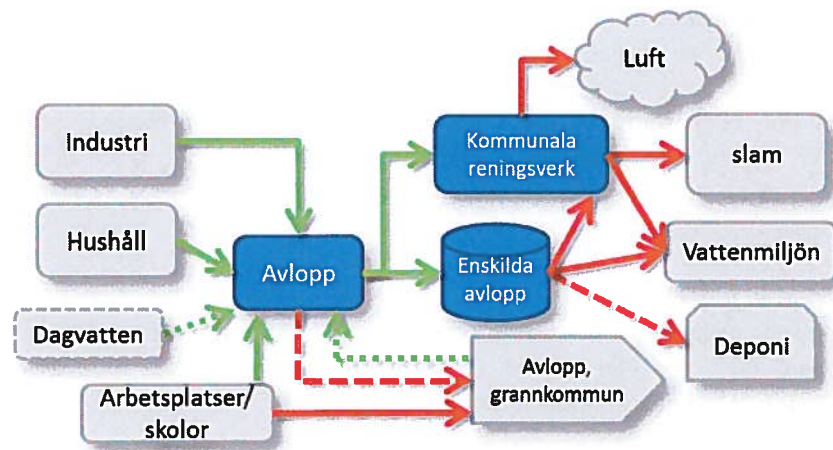 Luft
Industri
Kommunala
reningsverk
slam
Hushåll
Avlopp
Enskilda
avlopp
Vattenmiljön
Dagvatten
Deponi
Avlopp,
grannkommun
Arbetsplatser/
skolor